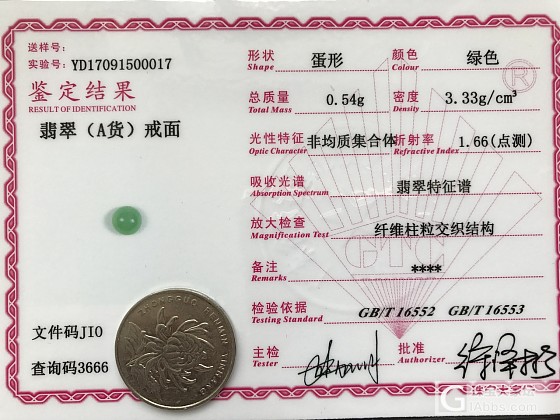 送样号:
实验号: YD17091500017
鉴定结果
RESULT OF IDENTIFICATION
翡翠（A货）戒面
文件码JI0
查询码3666
形状 蛋形 颜色 绿色
Shape Colour
总质量 0.54g 密度 3.33g/cm³
Total Mass Density
光性特征 非均质集合体 折射率 1.66(点测)
Optic Character Refractive Index
吸收光谱 翡翠特征谱
Absorption Spectrum
放大检查 纤维柱粒交织结构
Magnification Test
备注 ****
Remarks
检验依据 GB/T 16552 GB/T 16553
Testing Standard
主检 批准
Tester Authorizer
GTC
®
ZHONGGUO RENMIN YINHANG